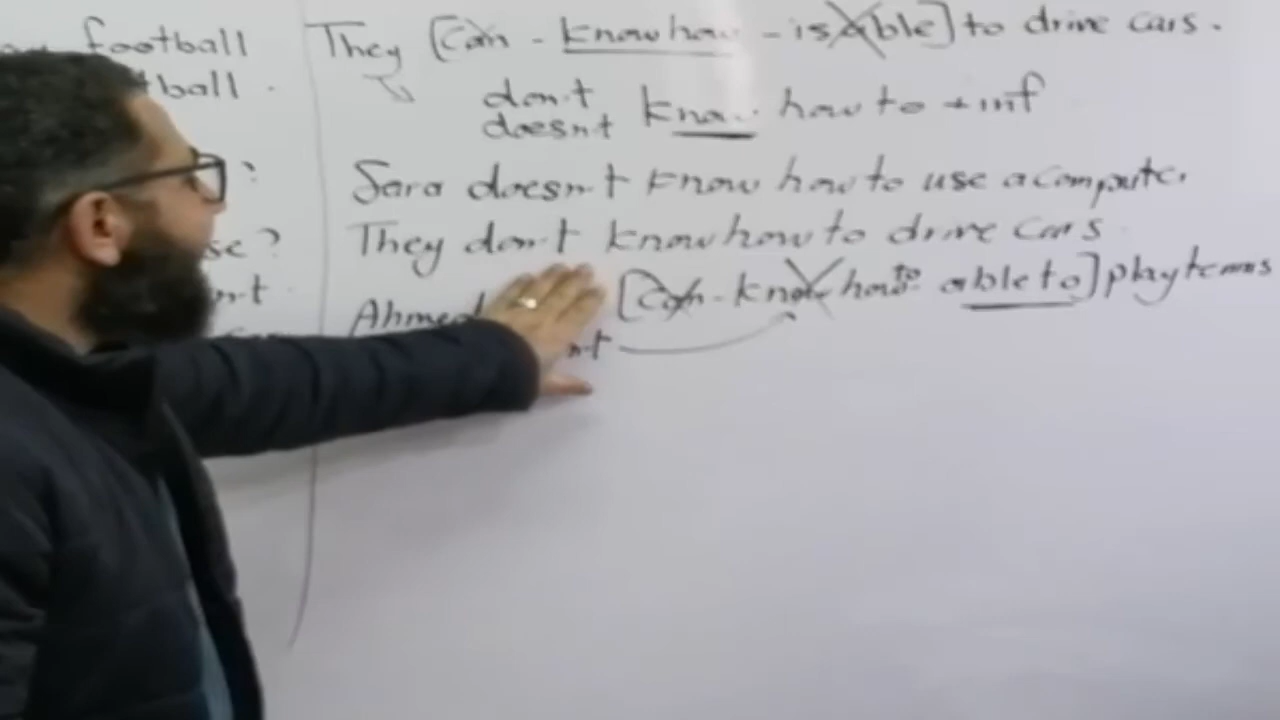 football
ball.
They [can - know how - is able] to drive cars.
don't
doesn't know how to + inf
?
Sara doesn't know how to use a computer.
se?
They don't know how to drive cars.
n't
Ahmed [can - know how to able to] play tennis
n't